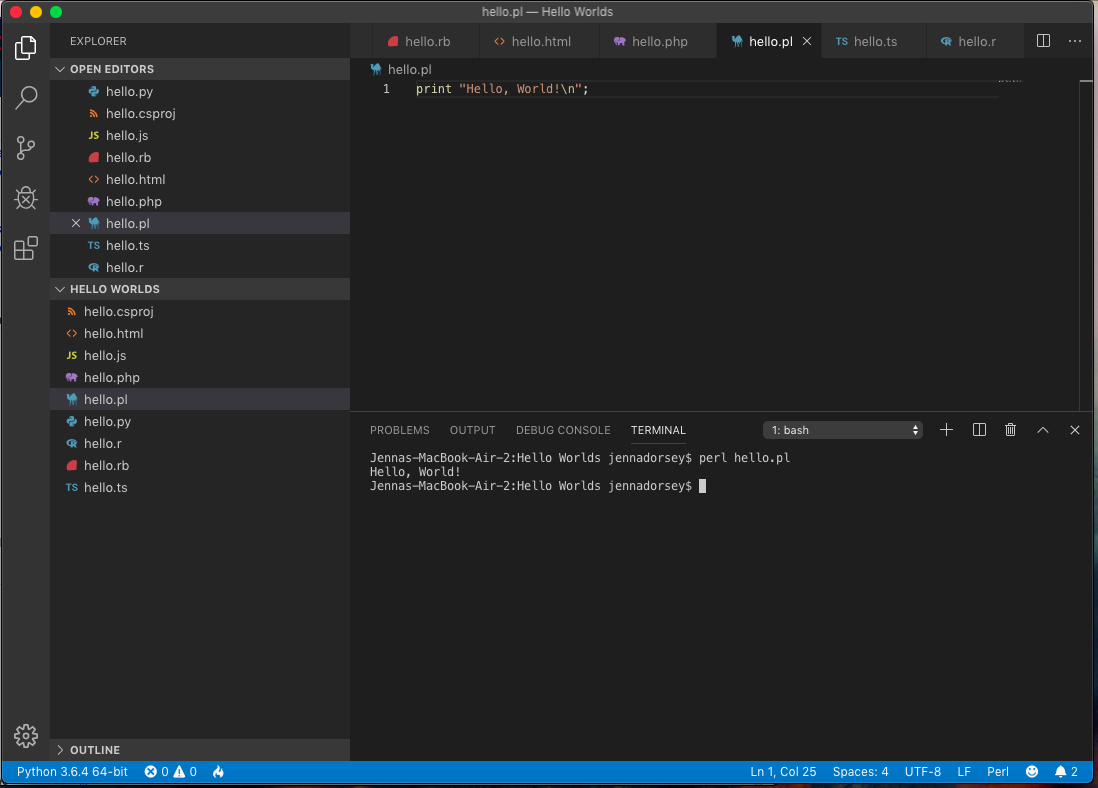 hello.pl — Hello Worlds
EXPLORER
OPEN EDITORS
hello.py
hello.csproj
JS hello.js
hello.rb
<> hello.html
hello.php
hello.pl
TS hello.ts
hello.r
HELLO WORLDS
hello.csproj
<> hello.html
JS hello.js
hello.php
hello.pl
hello.py
hello.r
hello.rb
TS hello.ts
OUTLINE
hello.rb <> hello.html hello.php hello.pl TS hello.ts hello.r
hello.pl
1 print "Hello, World!\n";
PROBLEMS OUTPUT DEBUG CONSOLE TERMINAL 1: bash
Jennas-MacBook-Air-2:Hello Worlds jennadorsey$ perl hello.pl
Hello, World!
Jennas-MacBook-Air-2:Hello Worlds jennadorsey$
Python 3.6.4 64-bit 0 0 Ln 1, Col 25 Spaces: 4 UTF-8 LF Perl 2